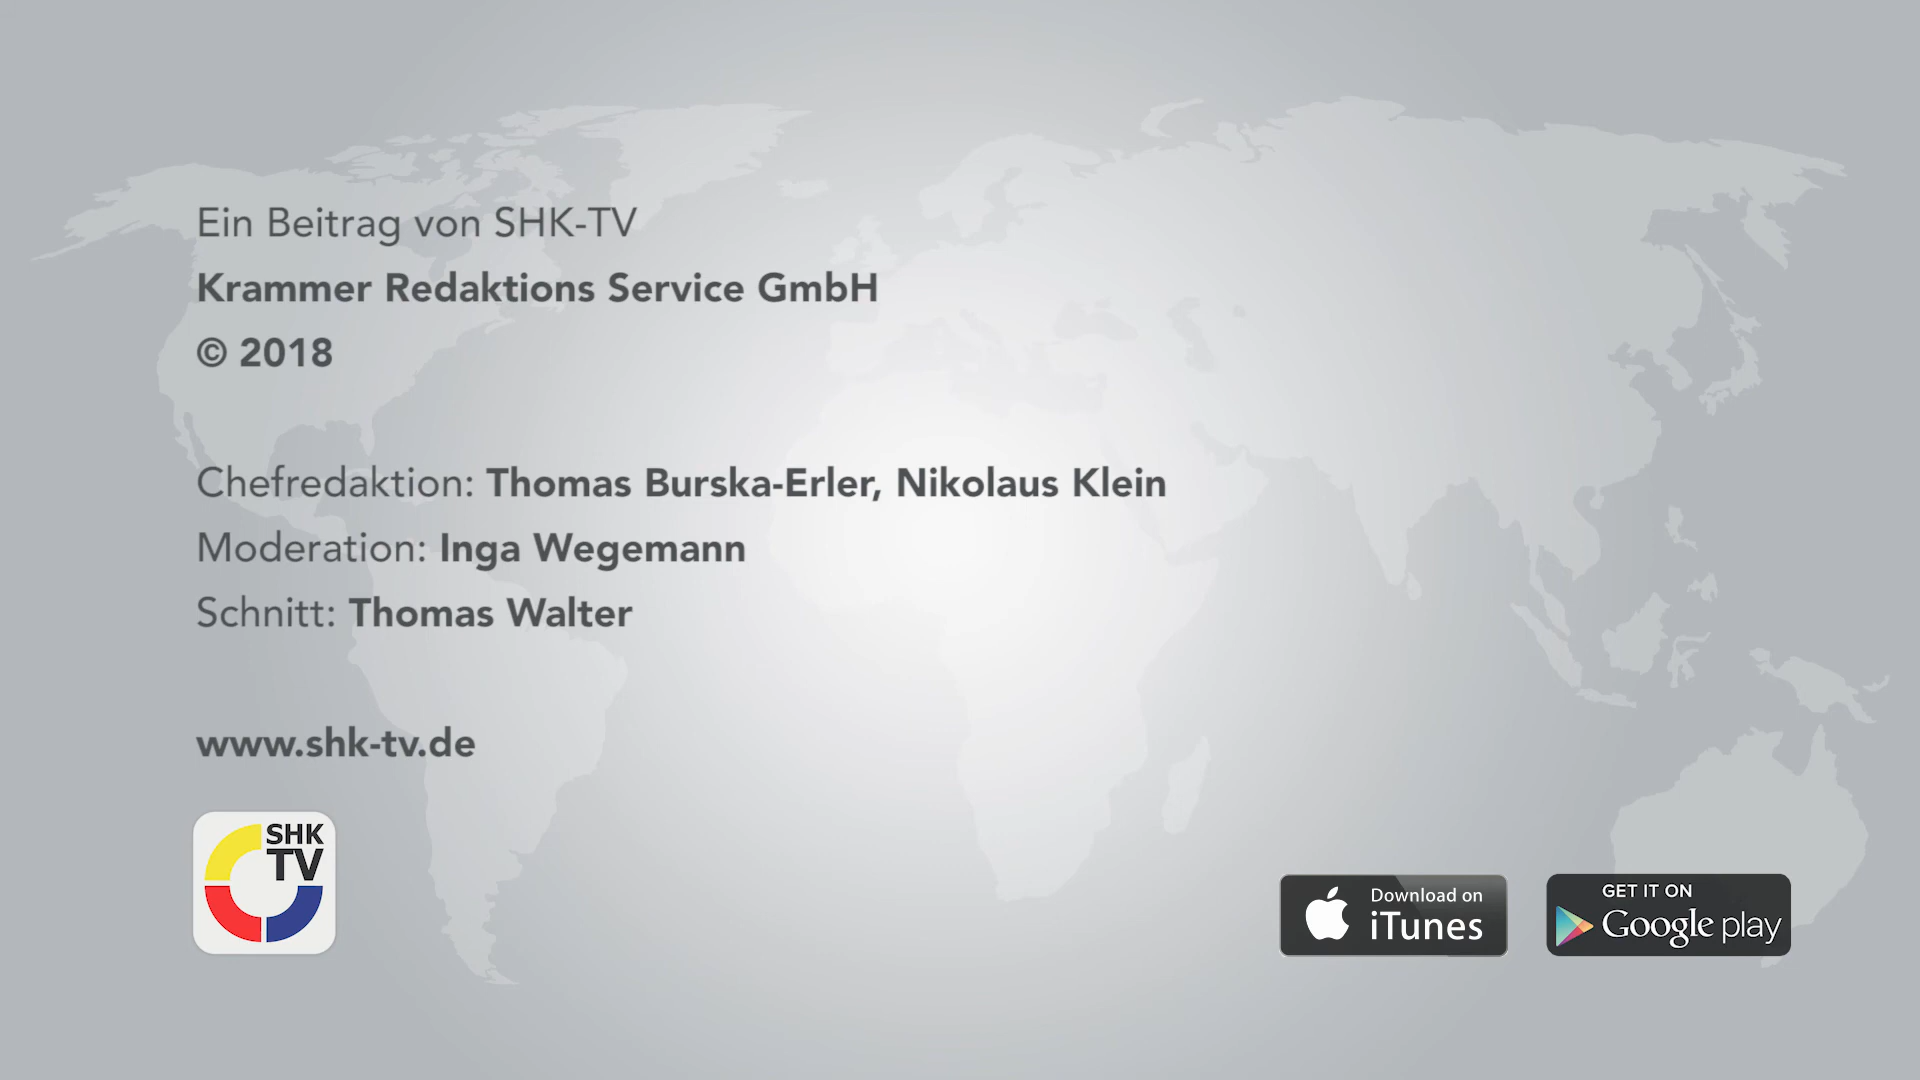 Ein Beitrag von SHK-TV
Krammer Redaktions Service GmbH
© 2018
Chefredaktion: Thomas Burska-Erler, Nikolaus Klein
Moderation: Inga Wegemann
Schnitt: Thomas Walter
www.shk-tv.de
SHK
TV
Download on
iTunes
GET IT ON
Google play